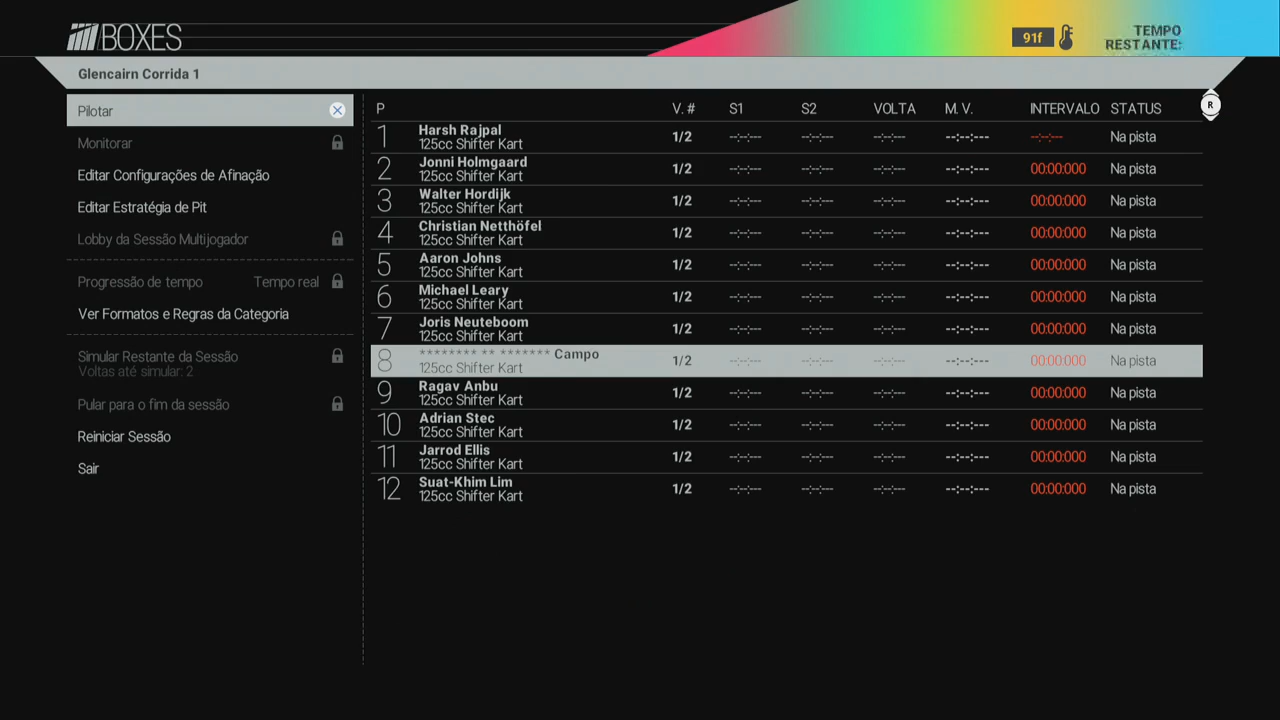 BOXES
91f
TEMPO
RESTANTE:
Glencairn Corrida 1
Pilotar
Monitorar
Editar Configurações de Afinação
Editar Estratégia de Pit
Lobby da Sessão Multijogador
Progressão de tempo Tempo real
Ver Formatos e Regras da Categoria
Simular Restante da Sessão
Voltas até simular: 2
Pular para o fim da sessão
Reiniciar Sessão
Sair
P V. # S1 S2 VOLTA M. V. INTERVALO STATUS
R
1 Harsh Rajpal 1/2 --:--:--- --:--:--- --:--:--- --:--:--- --:--:--- Na pista
125cc Shifter Kart
2 Jonni Holmgaard 1/2 --:--:--- --:--:--- --:--:--- --:--:--- 00:00:000 Na pista
125cc Shifter Kart
3 Walter Hordijk 1/2 --:--:--- --:--:--- --:--:--- --:--:--- 00:00:000 Na pista
125cc Shifter Kart
4 Christian Netthöfel 1/2 --:--:--- --:--:--- --:--:--- --:--:--- 00:00:000 Na pista
125cc Shifter Kart
5 Aaron Johns 1/2 --:--:--- --:--:--- --:--:--- --:--:--- 00:00:000 Na pista
125cc Shifter Kart
6 Michael Leary 1/2 --:--:--- --:--:--- --:--:--- --:--:--- 00:00:000 Na pista
125cc Shifter Kart
7 Joris Neuteboom 1/2 --:--:--- --:--:--- --:--:--- --:--:--- 00:00:000 Na pista
125cc Shifter Kart
8 ******** ** ******* Campo 1/2 --:--:--- --:--:--- --:--:--- --:--:--- 00:00:000 Na pista
125cc Shifter Kart
9 Ragav Anbu 1/2 --:--:--- --:--:--- --:--:--- --:--:--- 00:00:000 Na pista
125cc Shifter Kart
10 Adrian Stec 1/2 --:--:--- --:--:--- --:--:--- --:--:--- 00:00:000 Na pista
125cc Shifter Kart
11 Jarrod Ellis 1/2 --:--:--- --:--:--- --:--:--- --:--:--- 00:00:000 Na pista
125cc Shifter Kart
12 Suat-Khim Lim 1/2 --:--:--- --:--:--- --:--:--- --:--:--- 00:00:000 Na pista
125cc Shifter Kart